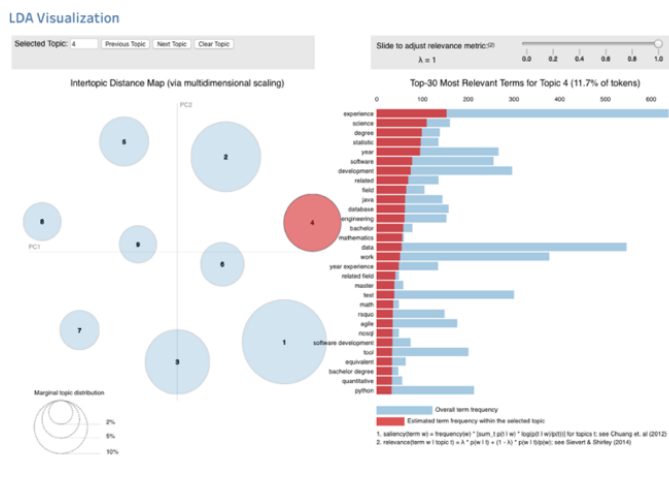 LDA Visualization
Selected Topic: 4 Previous Topic Next Topic Clear Topic
Slide to adjust relevance metric:(2)
λ = 1
0.0 0.2 0.4 0.6 0.8 1.0
Intertopic Distance Map (via multidimensional scaling)
PC2
PC1
5
2
8
4
9
6
7
3
1
Marginal topic distribution
2%
5%
10%
Top-30 Most Relevant Terms for Topic 4 (11.7% of tokens)
0 100 200 300 400 500 600
experience
science
degree
statistic
year
software
development
related
field
java
database
engineering
bachelor
mathematics
data
work
year experience
related field
master
test
math
rsquo
agile
nosql
software development
tool
equivalent
bachelor degree
quantitative
python
Overall term frequency
Estimated term frequency within the selected topic
1. saliency(term w) = frequency(w) * [sum_t p(t | w) * log(p(t | w)/p(t))] for topics t; see Chuang et. al (2012)
2. relevance(term w | topic t) = λ * p(w | t) + (1 - λ) * p(w | t)/p(w); see Sievert & Shirley (2014)